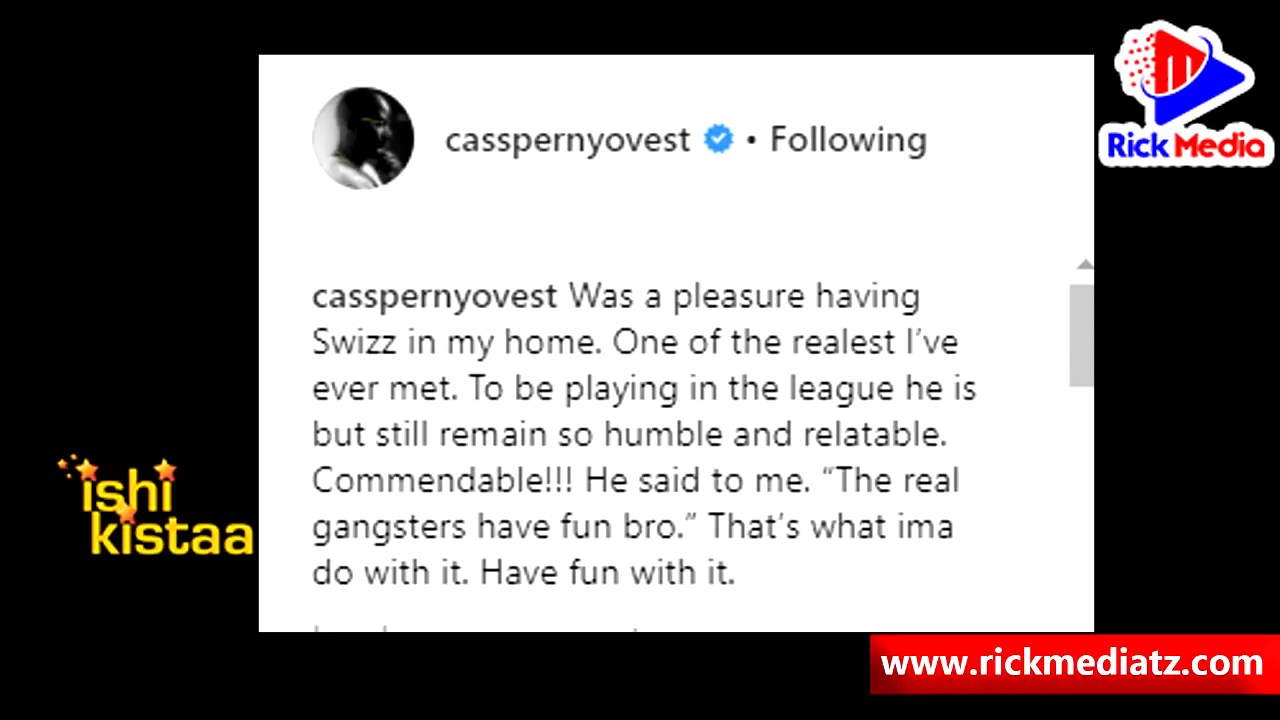 Rick Media
casspernyovest • Following
casspernyovest Was a pleasure having
Swizz in my home. One of the realest I've
ever met. To be playing in the league he is
but still remain so humble and relatable.
Commendable!!! He said to me. “The real
gangsters have fun bro.” That's what ima
do with it. Have fun with it.
ishi
kistaa
www.rickmediatz.com